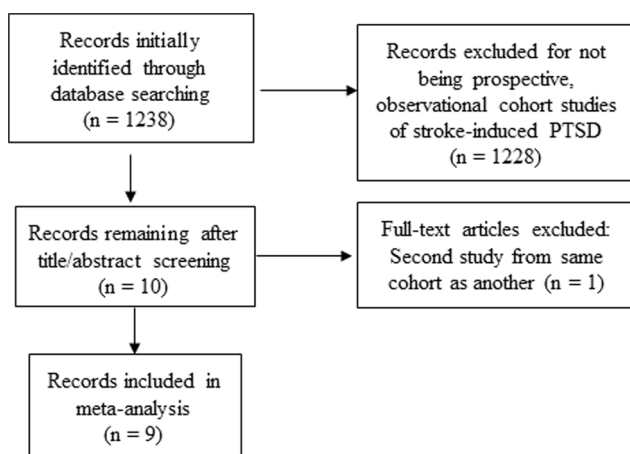 Records initially
identified through
database searching
(n = 1238)
Records excluded for not
being prospective,
observational cohort studies
of stroke-induced PTSD
(n = 1228)
Records remaining after
title/abstract screening
(n = 10)
Full-text articles excluded:
Second study from same
cohort as another (n = 1)
Records included in
meta-analysis
(n = 9)